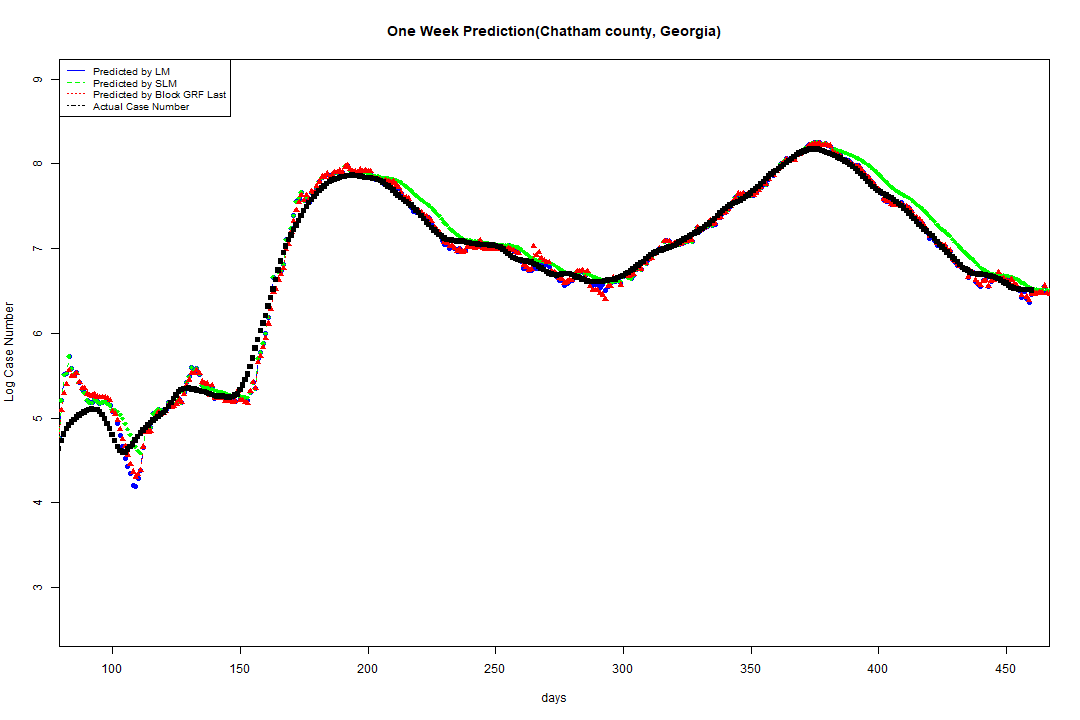 One Week Prediction(Chatham county, Georgia)
Predicted by LM
Predicted by SLM
Predicted by Block GRF Last
Actual Case Number
9
8
7
6
5
4
3
Log Case Number
100 150 200 250 300 350 400 450
days